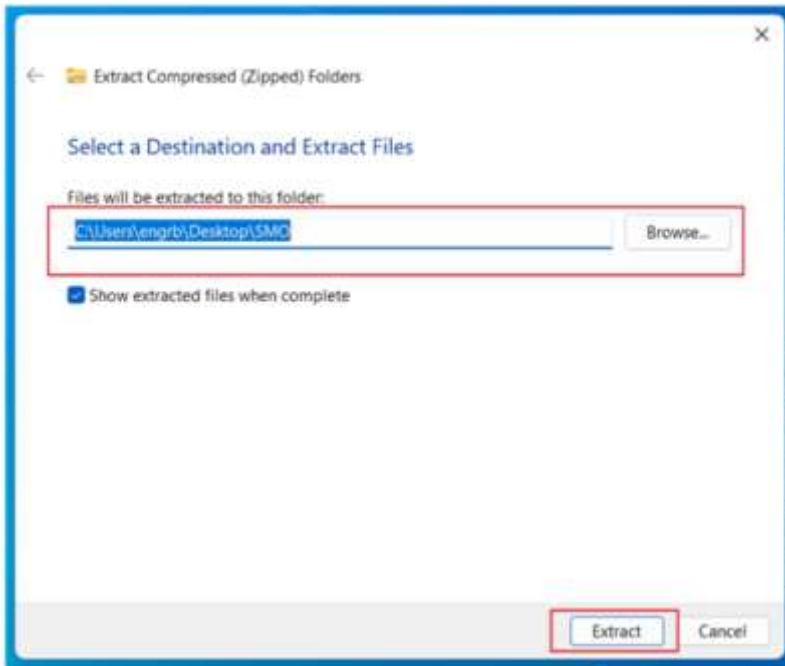 Extract Compressed (Zipped) Folders
Select a Destination and Extract Files
Files will be extracted to this folder:
C:\Users\engrb\Desktop\SMO
Browse...
Show extracted files when complete
Extract
Cancel